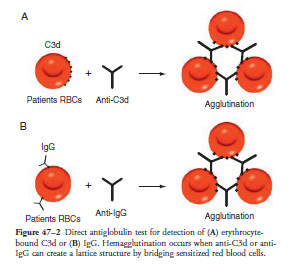 A
C3d
+
Patients RBCs Anti-C3d
Agglutination
B
IgG
+
Patients RBCs Anti-IgG
Agglutination
Figure 47–2 Direct antiglobulin test for detection of (A) erythrocyte-
bound C3d or (B) IgG. Hemagglutination occurs when anti-C3d or anti-
IgG can create a lattice structure by bridging sensitized red blood cells.